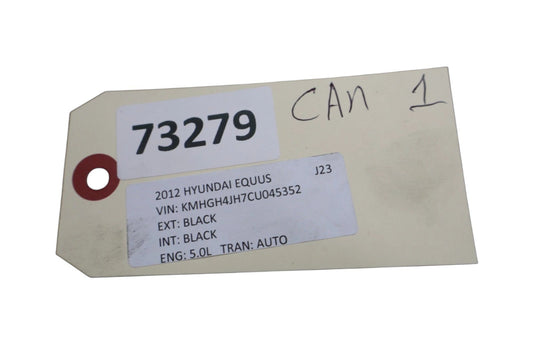 CAN 1
73279
2012 HYUNDAI EQUUS J23
VIN: KMHGH4JH7CU045352
EXT: BLACK
INT: BLACK
ENG: 5.0L TRAN: AUTO